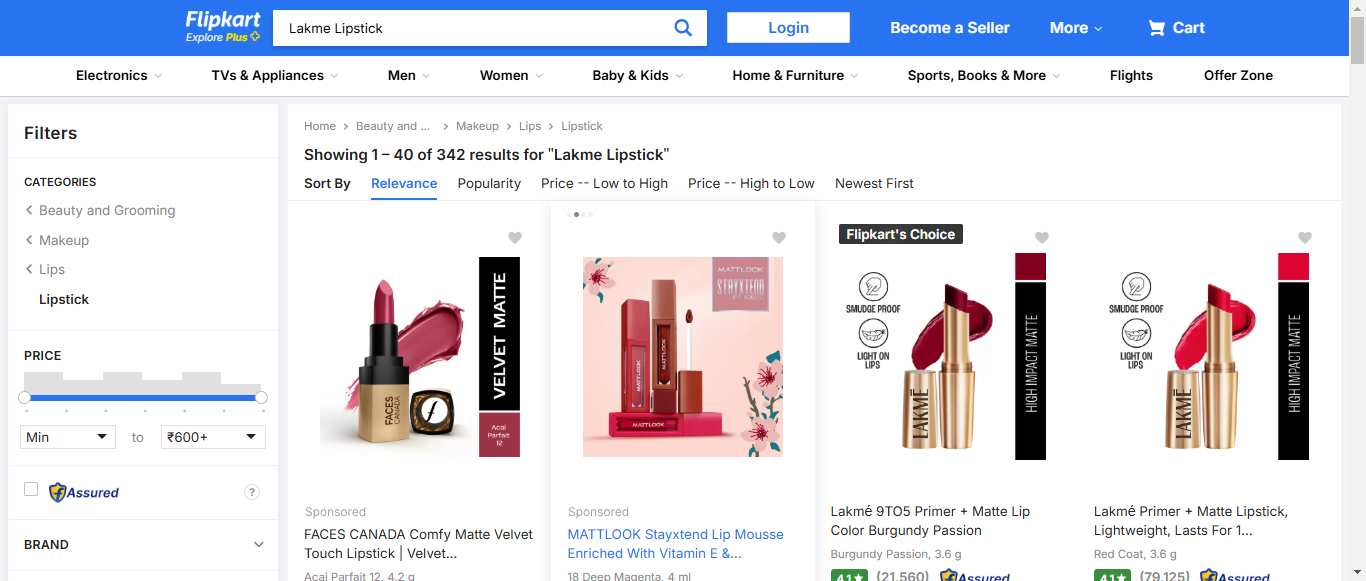 Flipkart
Explore Plus
Lakme Lipstick
Login
Become a Seller
More
Cart
Electronics
TVs & Appliances
Men
Women
Baby & Kids
Home & Furniture
Sports, Books & More
Flights
Offer Zone
Filters
CATEGORIES
Beauty and Grooming
Makeup
Lips
Lipstick
PRICE
Min
to
₹600+
Assured
?
BRAND
Home > Beauty and ... > Makeup > Lips > Lipstick
Showing 1 – 40 of 342 results for "Lakme Lipstick"
Sort By
Relevance
Popularity
Price -- Low to High
Price -- High to Low
Newest First
VELVET MATTE
FACES
CANADA
Acai
Parfait
12
Sponsored
FACES CANADA Comfy Matte Velvet
Touch Lipstick | Velvet...
Acai Parfait 12, 4.2 g
MATTLOOK
STAYXTEND
MATTLOOK
MATTLOOK
MATTLOOK
Sponsored
MATTLOOK Stayxtend Lip Mousse
Enriched With Vitamin E &...
18 Deep Magenta, 4 ml
Flipkart's Choice
SMUDGE PROOF
LIGHT ON
LIPS
LAKMÉ
HIGH IMPACT MATTE
Lakmé 9TO5 Primer + Matte Lip
Color Burgundy Passion
Burgundy Passion, 3.6 g
4.1★
(21,560)
Assured
SMUDGE PROOF
LIGHT ON
LIPS
LAKMÉ
HIGH IMPACT MATTE
Lakmé Primer + Matte Lipstick,
Lightweight, Lasts For 1...
Red Coat, 3.6 g
4.1★
(79,125)
Assured